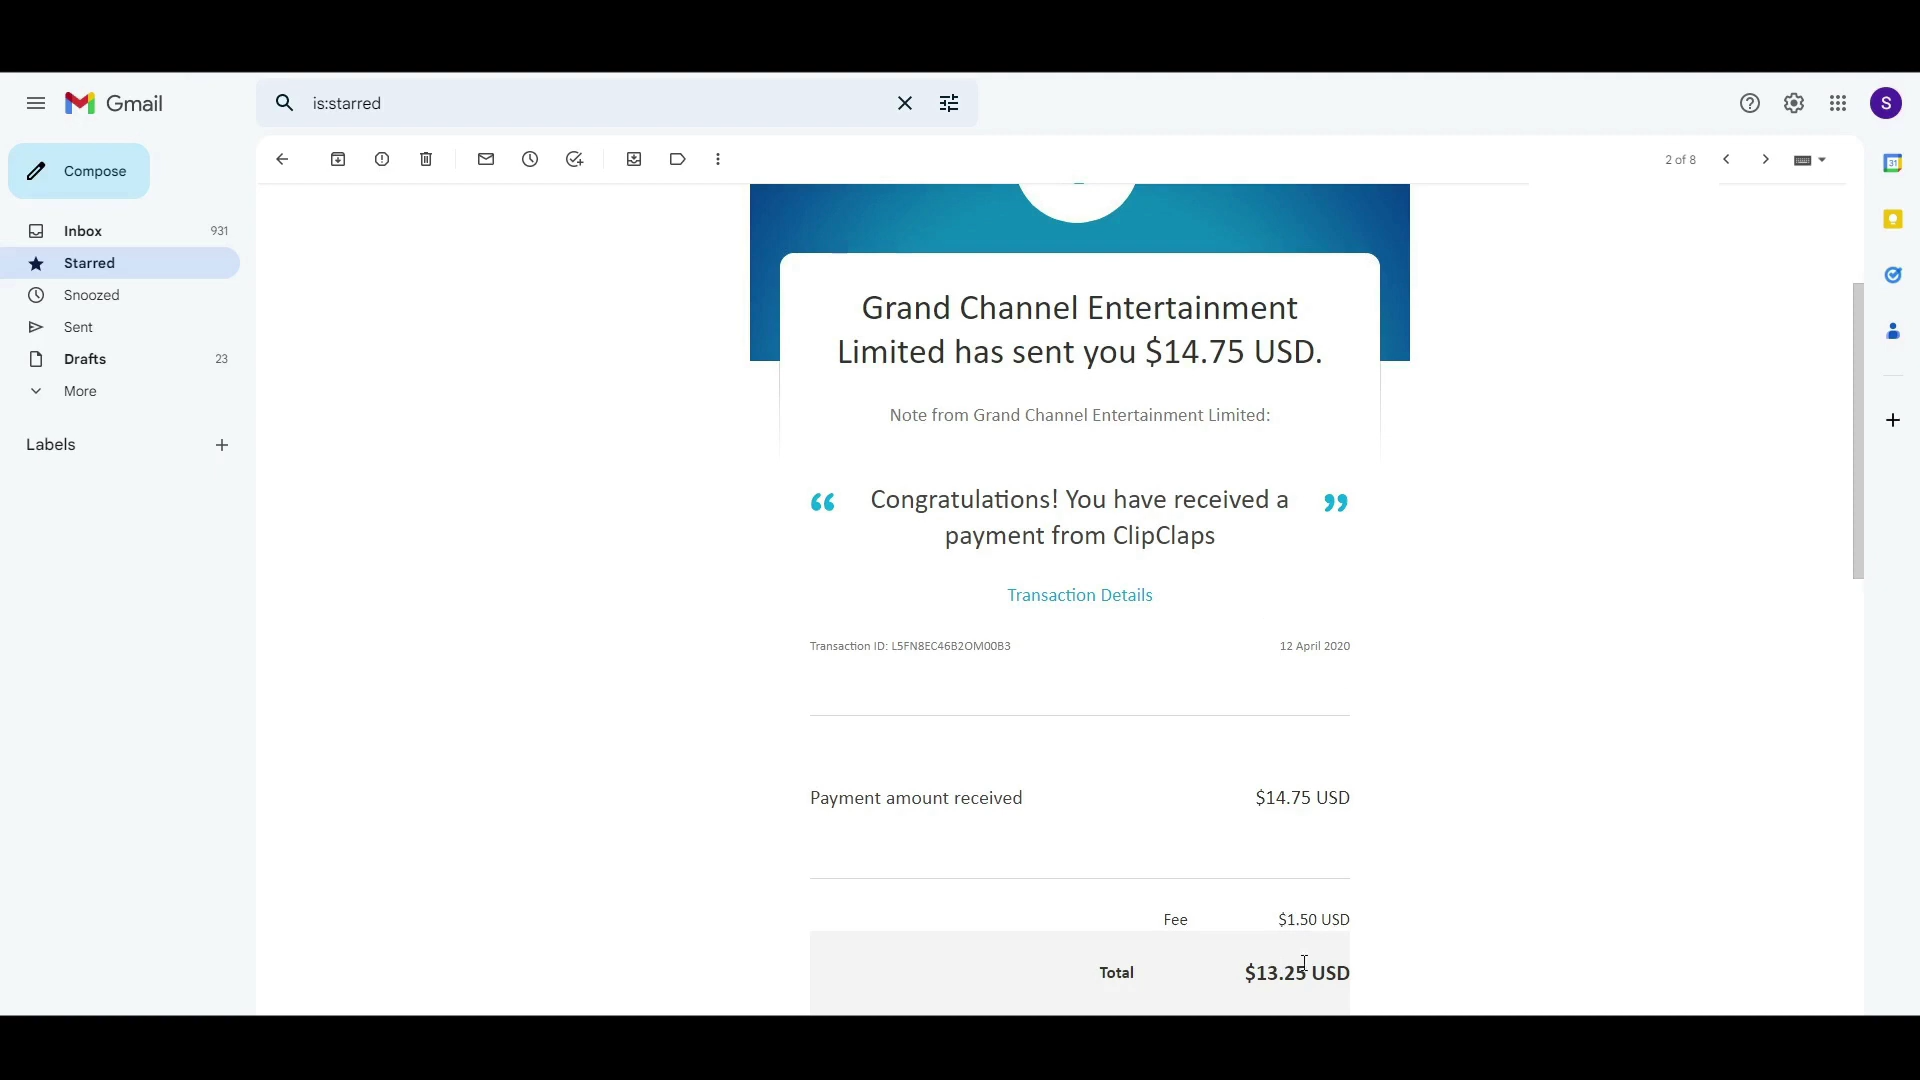 Gmail
is:starred
S
Compose
2 of 8
31
Inbox 931
Starred
Snoozed
Sent
Drafts 23
More
Labels
Grand Channel Entertainment
Limited has sent you $14.75 USD.
Note from Grand Channel Entertainment Limited:
“ Congratulations! You have received a ”
payment from ClipClaps
Transaction Details
Transaction ID: L5FN8EC46B2OM00B3 12 April 2020
Payment amount received $14.75 USD
Fee $1.50 USD
Total $13.25 USD